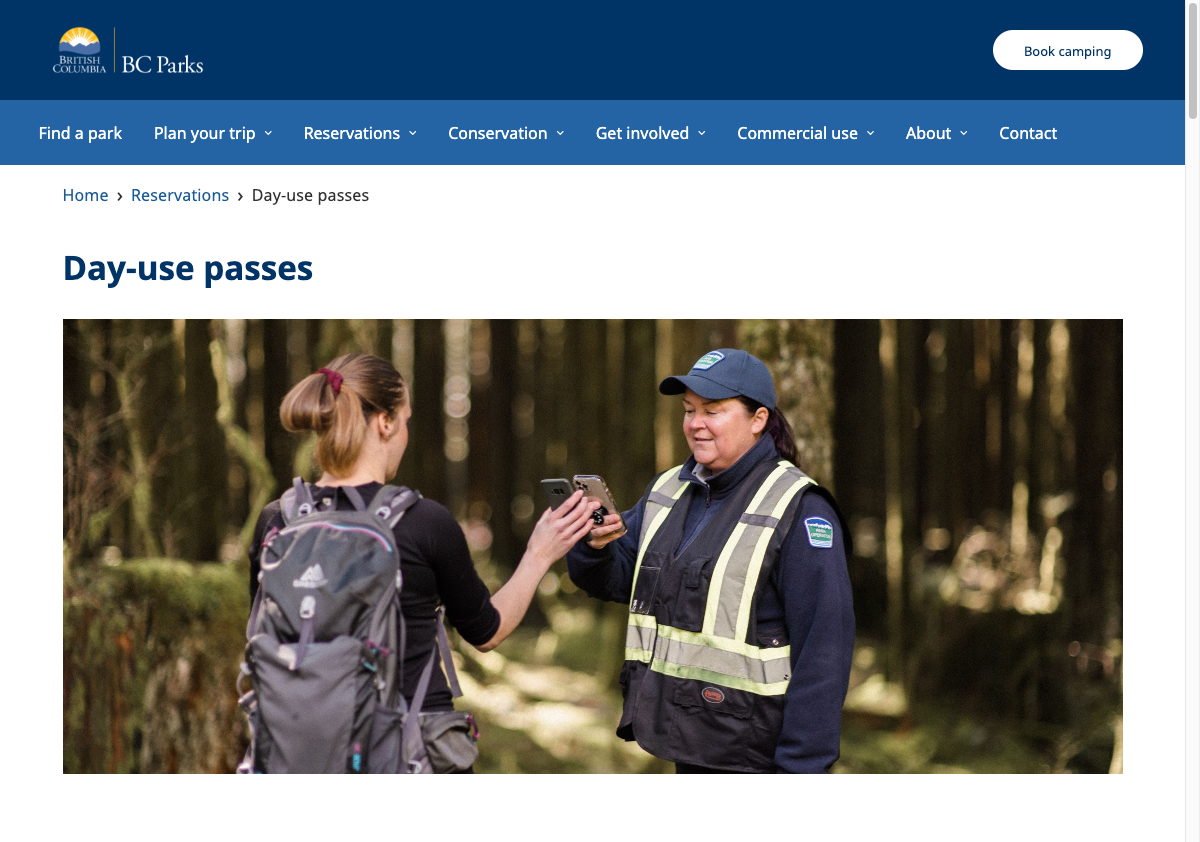 BRITISH
COLUMBIA
BC Parks
Book camping
Find a park
Plan your trip
Reservations
Conservation
Get involved
Commercial use
About
Contact
Home › Reservations › Day-use passes
Day-use passes